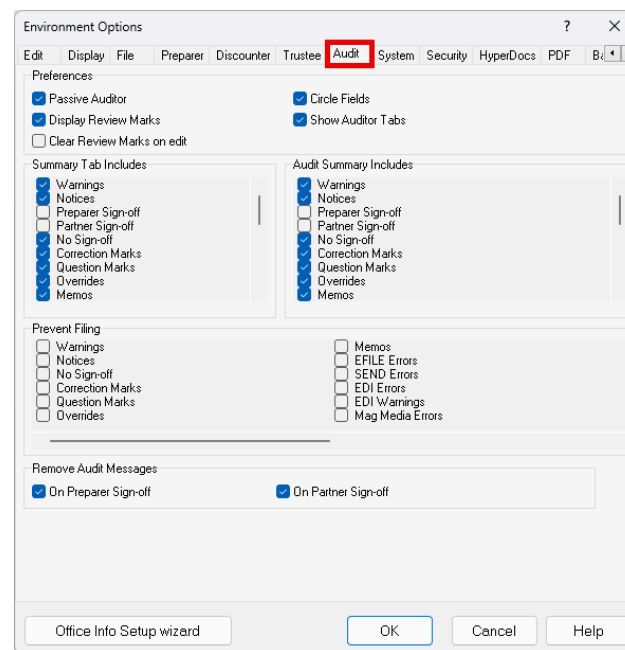 Environment Options ? ×
Edit Display File Preparer Discounter Trustee Audit System Security HyperDocs PDF
Preferences
Passive Auditor Circle Fields
Display Review Marks Show Auditor Tabs
Clear Review Marks on edit
Summary Tab Includes Audit Summary Includes
Warnings Warnings
Notices Notices
Preparer Sign-off Preparer Sign-off
Partner Sign-off Partner Sign-off
No Sign-off No Sign-off
Correction Marks Correction Marks
Question Marks Question Marks
Overrides Overrides
Memos Memos
Prevent Filing
Warnings Memos
Notices EFILE Errors
No Sign-off SEND Errors
Correction Marks EDI Errors
Question Marks EDI Warnings
Overrides Mag Media Errors
Remove Audit Messages
On Preparer Sign-off On Partner Sign-off
Office Info Setup wizard OK Cancel Help